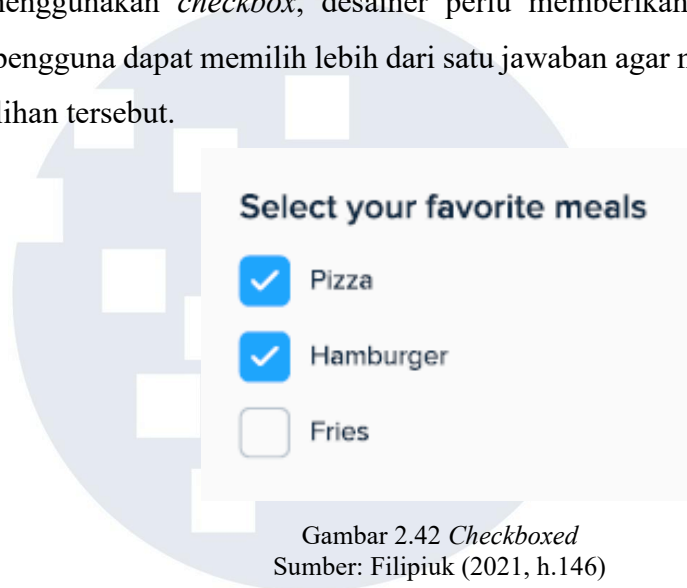 menggunakan checkbox, desainer perlu memberikan
pengguna dapat memilih lebih dari satu jawaban agar
lihan tersebut.
Select your favorite meals
Pizza
Hamburger
Fries
Gambar 2.42 Checkboxed
Sumber: Filipiuk (2021, h.146)